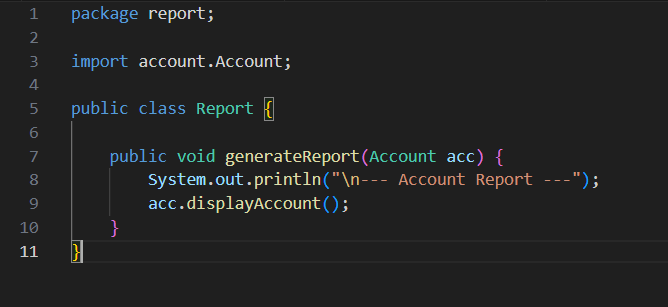 1 package report;
2
3 import account.Account;
4
5 public class Report {
6
7     public void generateReport(Account acc) {
8         System.out.println("\n--- Account Report ---");
9         acc.displayAccount();
10     }
11 }